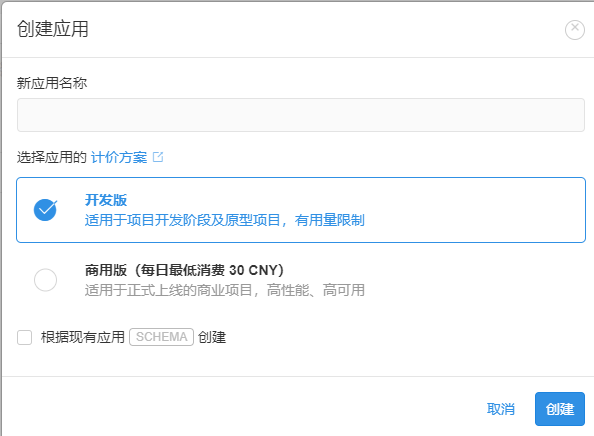 创建应用
新应用名称
选择应用的 计价方案
开发版
适用于项目开发阶段及原型项目，有用量限制
商用版（每日最低消费 30 CNY）
适用于正式上线的商业项目，高性能、高可用
根据现有应用 SCHEMA 创建
取消 创建